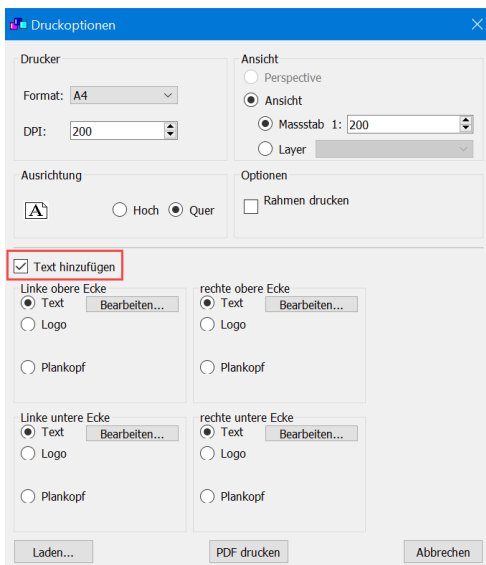 Druckoptionen
Drucker
Format: A4
DPI: 200
Ansicht
Perspective
Ansicht
Massstab 1: 200
Layer
Ausrichtung
A Hoch Quer
Optionen
Rahmen drucken
Text hinzufügen
Linke obere Ecke
Text Bearbeiten...
Logo
Plankopf
rechte obere Ecke
Text Bearbeiten...
Logo
Plankopf
Linke untere Ecke
Text Bearbeiten...
Logo
Plankopf
rechte untere Ecke
Text Bearbeiten...
Logo
Plankopf
Laden... PDF drucken Abbrechen